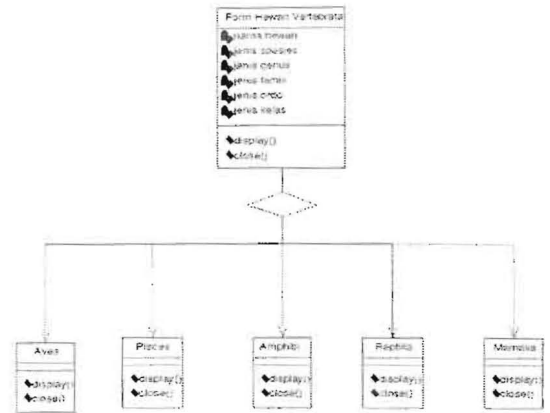 Form Hewan Vertebrata
nama hewan
jenis spesies
jenis genus
jenis famili
jenis ordo
jenis kelas
display()
close()
Aves
display()
close()
Pisces
display()
close()
Amphibi
display()
close()
Reptilia
display()
close()
Mamalia
display()
close()